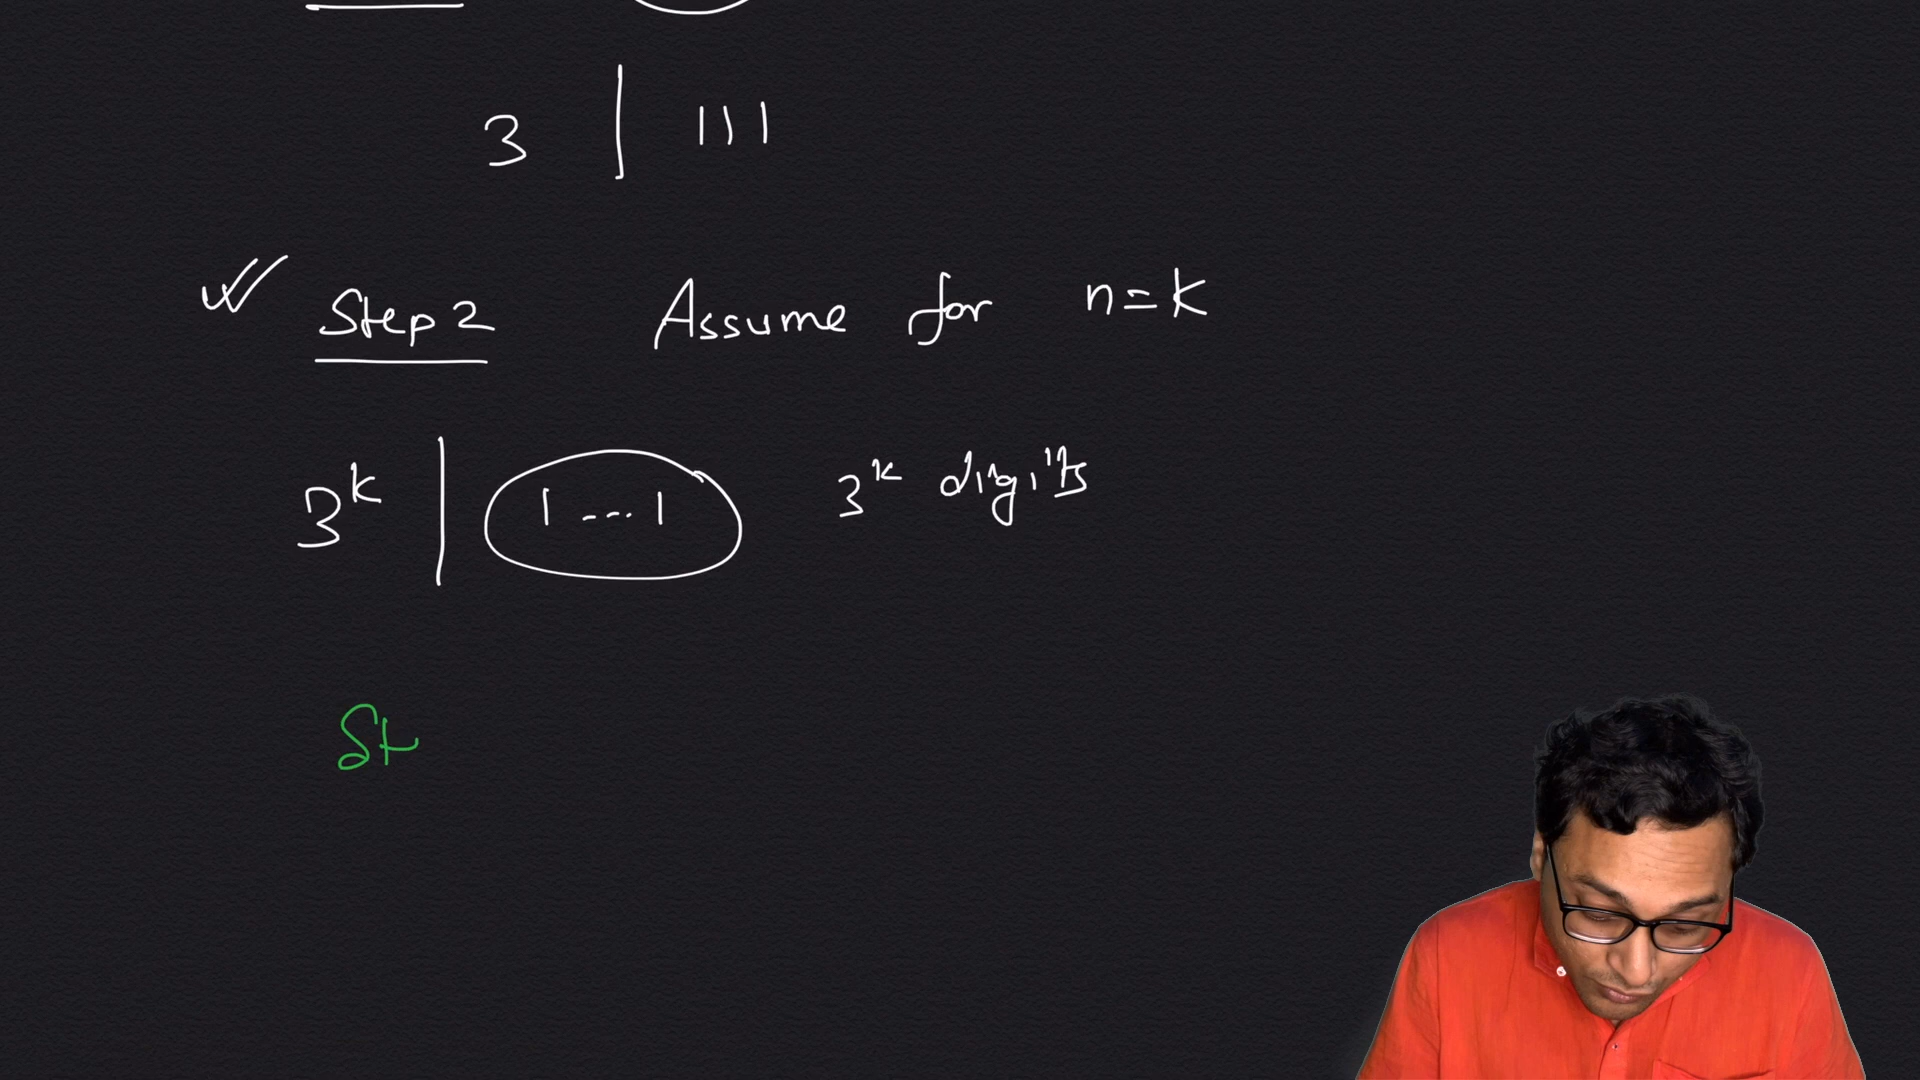 3 | 111
Step 2 Assume for n=k
3^k | 1 ... 1 3^k digits
St